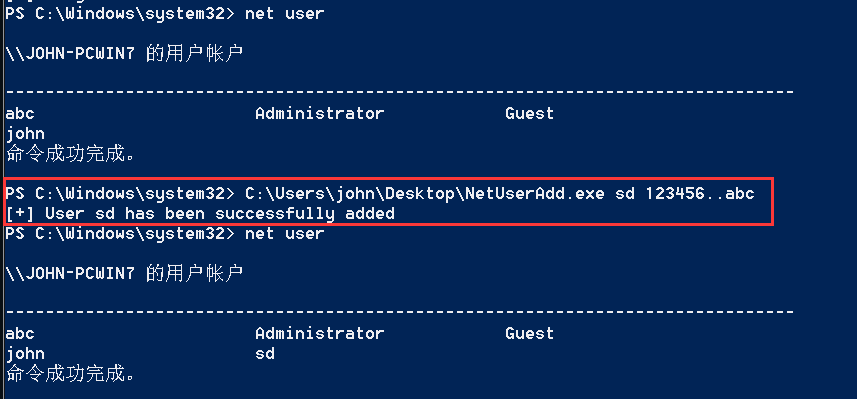 PS C:\Windows\system32> net user
\\JOHN-PCWIN7 的用户帐户
-------------------------------------------------------------------------------
abc                      Administrator            Guest
john
命令成功完成。
PS C:\Windows\system32> C:\Users\john\Desktop\NetUserAdd.exe sd 123456..abc
[+] User sd has been successfully added
PS C:\Windows\system32> net user
\\JOHN-PCWIN7 的用户帐户
-------------------------------------------------------------------------------
abc                      Administrator            Guest
john                     sd
命令成功完成。